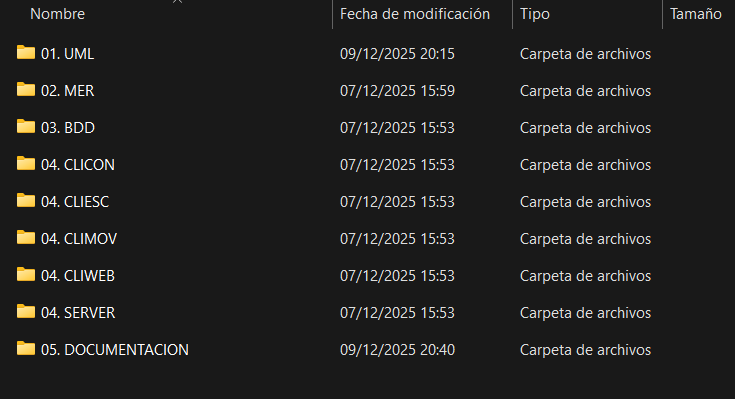 Nombre Fecha de modificación Tipo Tamaño
01. UML 09/12/2025 20:15 Carpeta de archivos
02. MER 07/12/2025 15:59 Carpeta de archivos
03. BDD 07/12/2025 15:53 Carpeta de archivos
04. CLICON 07/12/2025 15:53 Carpeta de archivos
04. CLIESC 07/12/2025 15:53 Carpeta de archivos
04. CLIMOV 07/12/2025 15:53 Carpeta de archivos
04. CLIWEB 07/12/2025 15:53 Carpeta de archivos
04. SERVER 07/12/2025 15:53 Carpeta de archivos
05. DOCUMENTACION 09/12/2025 20:40 Carpeta de archivos